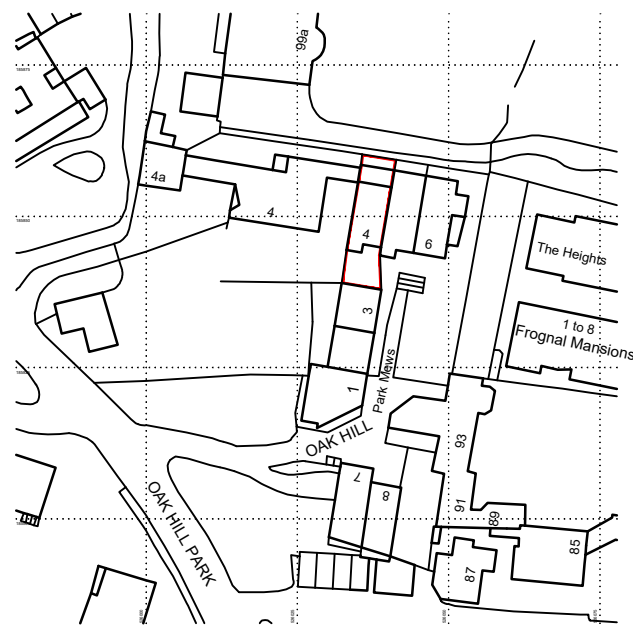 99a
4a
4
4
6
The Heights
1 to 8
Frognal Mansions
3
Park Mews
1
OAK HILL
93
7
8
91
89
OAK HILL PARK
85
87